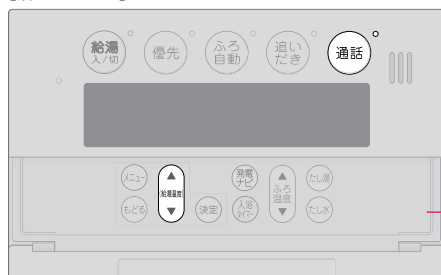 給湯
入/切
優先
ふろ
自動
追い
だき
通話
メニュー
▲
給湯温度
▼
もどる
決定
発電
ナビ
入浴
タイマー
▲
ふろ
温度
▼
たし湯
たし水